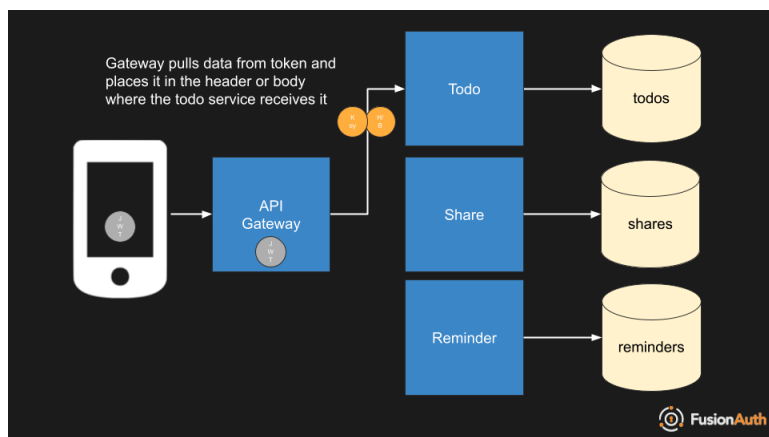 Gateway pulls data from token and
places it in the header or body
where the todo service receives it
Todo
todos
J
W
T
API
Gateway
J
W
T
Share
shares
Reminder
reminders
FusionAuth